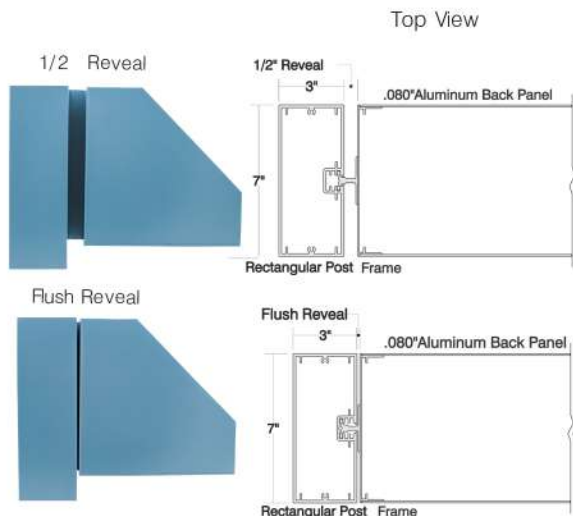 Top View
1/2 Reveal
1/2" Reveal
3"
.080"Aluminum Back Panel
7"
Rectangular Post Frame
Flush Reveal
Flush Reveal
3"
.080"Aluminum Back Panel
7"
Rectangular Post Frame